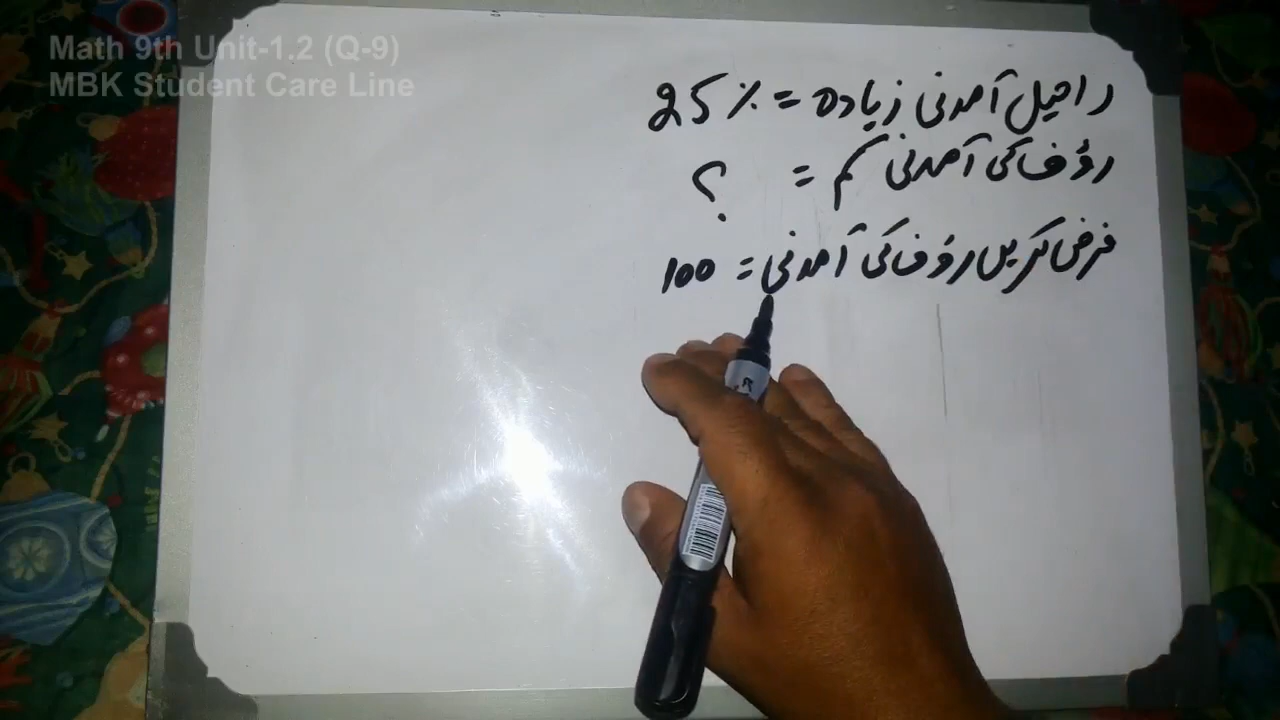 Math 9th Unit-1.2 (Q-9)
MBK Student Care Line
راحیل آمدنی زیادہ = 25 %
رؤف کی آمدنی کم = ؟
فرض کریں رؤف کی آمدنی = 100